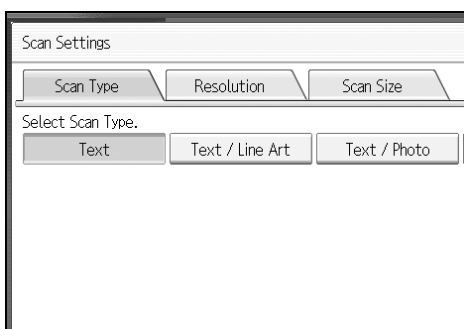 Scan Settings
Scan Type Resolution Scan Size
Select Scan Type.
Text Text / Line Art Text / Photo